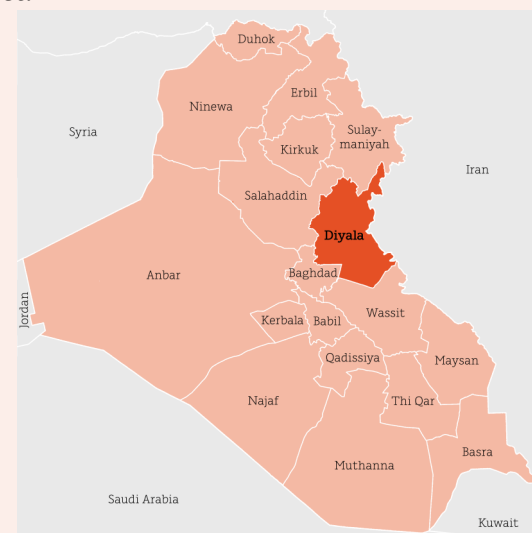 Duhok
Erbil
Ninewa
Syria
Sulay-
maniyah
Kirkuk
Iran
Salahaddin
Diyala
Baghdad
Anbar
Jordan
Wassit
Kerbala
Babil
Qadissiya
Maysan
Najaf
Thi Qar
Basra
Muthanna
Saudi Arabia
Kuwait